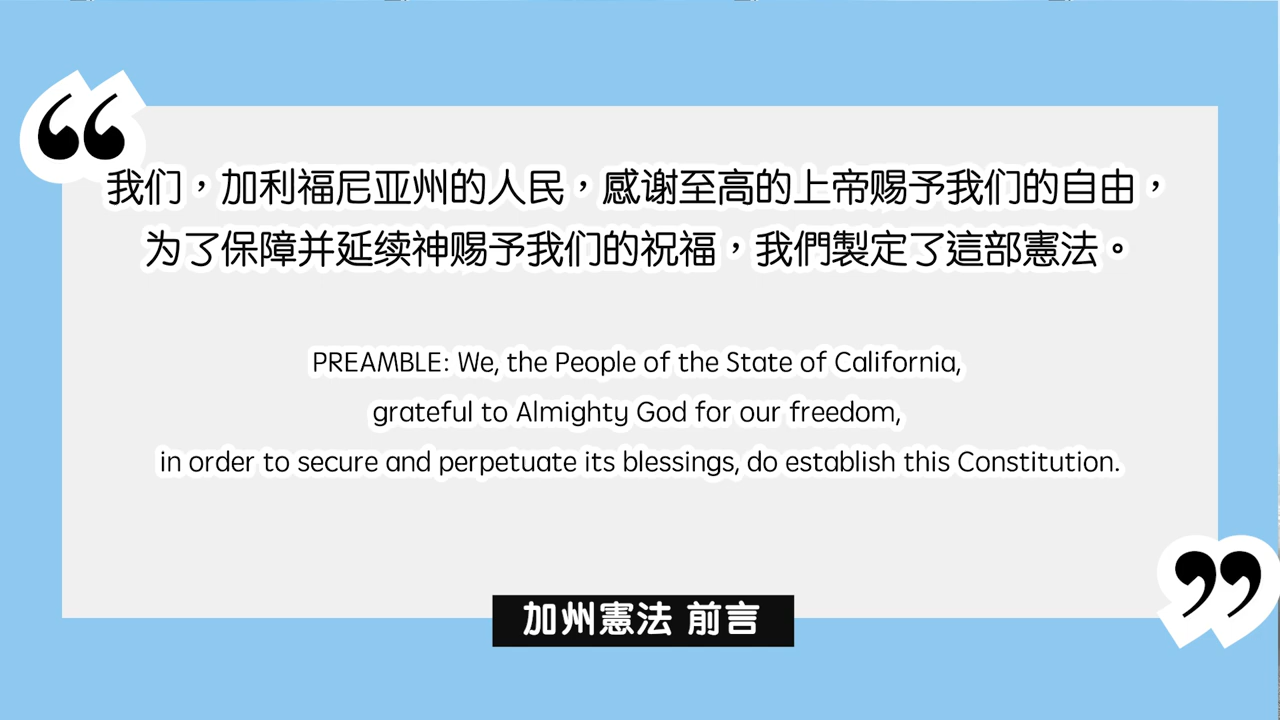 我们，加利福尼亚州的人民，感谢至高的上帝赐予我们的自由，
为了保障并延续神赐予我们的祝福，我們製定了這部憲法。
PREAMBLE: We, the People of the State of California,
grateful to Almighty God for our freedom,
in order to secure and perpetuate its blessings, do establish this Constitution.
加州憲法 前言